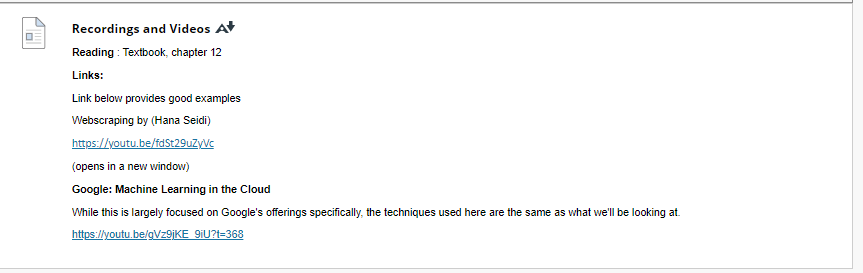 Recordings and Videos
Reading : Textbook, chapter 12
Links:
Link below provides good examples
Webscraping by (Hana Seidi)
https://youtu.be/fdSt29uZyVc
(opens in a new window)
Google: Machine Learning in the Cloud
While this is largely focused on Google's offerings specifically, the techniques used here are the same as what we'll be looking at.
https://youtu.be/gVz9jKE_9iU?t=368